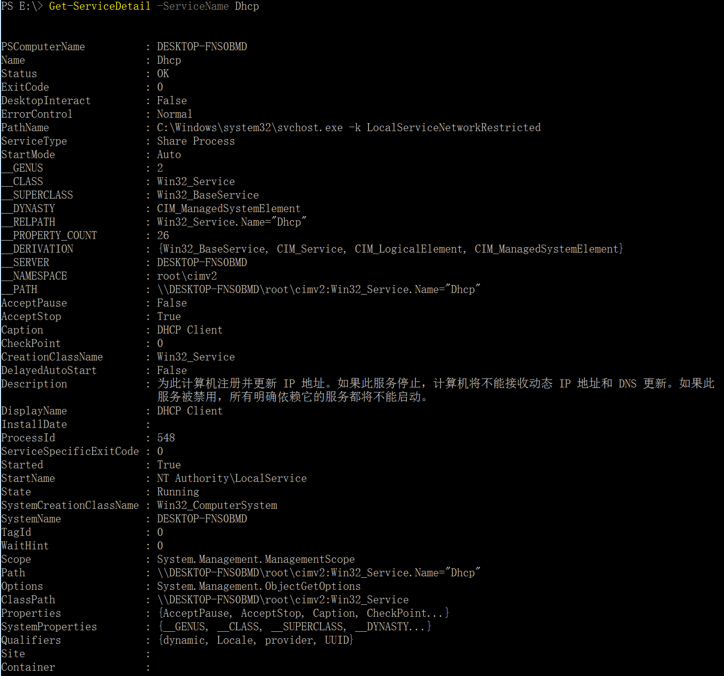 PS E:\> Get-ServiceDetail -ServiceName Dhcp
PSComputerName : DESKTOP-FNS0BMD
Name : Dhcp
Status : OK
ExitCode : 0
DesktopInteract : False
ErrorControl : Normal
PathName : C:\Windows\system32\svchost.exe -k LocalServiceNetworkRestricted
ServiceType : Share Process
StartMode : Auto
__GENUS : 2
__CLASS : Win32_Service
__SUPERCLASS : Win32_BaseService
__DYNASTY : CIM_ManagedSystemElement
__RELPATH : Win32_Service.Name="Dhcp"
__PROPERTY_COUNT : 26
__DERIVATION : {Win32_BaseService, CIM_Service, CIM_LogicalElement, CIM_ManagedSystemElement}
__SERVER : DESKTOP-FNS0BMD
__NAMESPACE : root\cimv2
__PATH : \\DESKTOP-FNS0BMD\root\cimv2:Win32_Service.Name="Dhcp"
AcceptPause : False
AcceptStop : True
Caption : DHCP Client
CheckPoint : 0
CreationClassName : Win32_Service
DelayedAutoStart : False
Description : 为此计算机注册并更新 IP 地址。如果此服务停止，计算机将不能接收动态 IP 地址和 DNS 更新。如果此
服务被禁用，所有明确依赖它的服务都将不能启动。
DisplayName : DHCP Client
InstallDate :
ProcessId : 548
ServiceSpecificExitCode : 0
Started : True
StartName : NT Authority\LocalService
State : Running
SystemCreationClassName : Win32_ComputerSystem
SystemName : DESKTOP-FNS0BMD
TagId : 0
WaitHint : 0
Scope : System.Management.ManagementScope
Path : \\DESKTOP-FNS0BMD\root\cimv2:Win32_Service.Name="Dhcp"
Options : System.Management.ObjectGetOptions
ClassPath : \\DESKTOP-FNS0BMD\root\cimv2:Win32_Service
Properties : {AcceptPause, AcceptStop, Caption, CheckPoint...}
SystemProperties : {__GENUS, __CLASS, __SUPERCLASS, __DYNASTY...}
Qualifiers : {dynamic, Locale, provider, UUID}
Site :
Container :